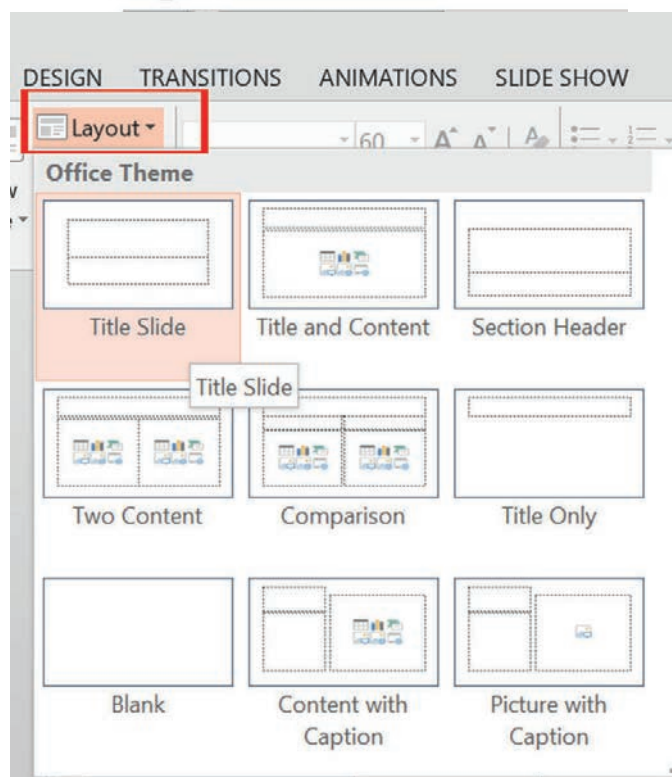 DESIGN TRANSITIONS ANIMATIONS SLIDE SHOW
Layout
60
Office Theme
Title Slide Title and Content Section Header
Title Slide
Two Content Comparison Title Only
Blank Content with Picture with
Caption Caption